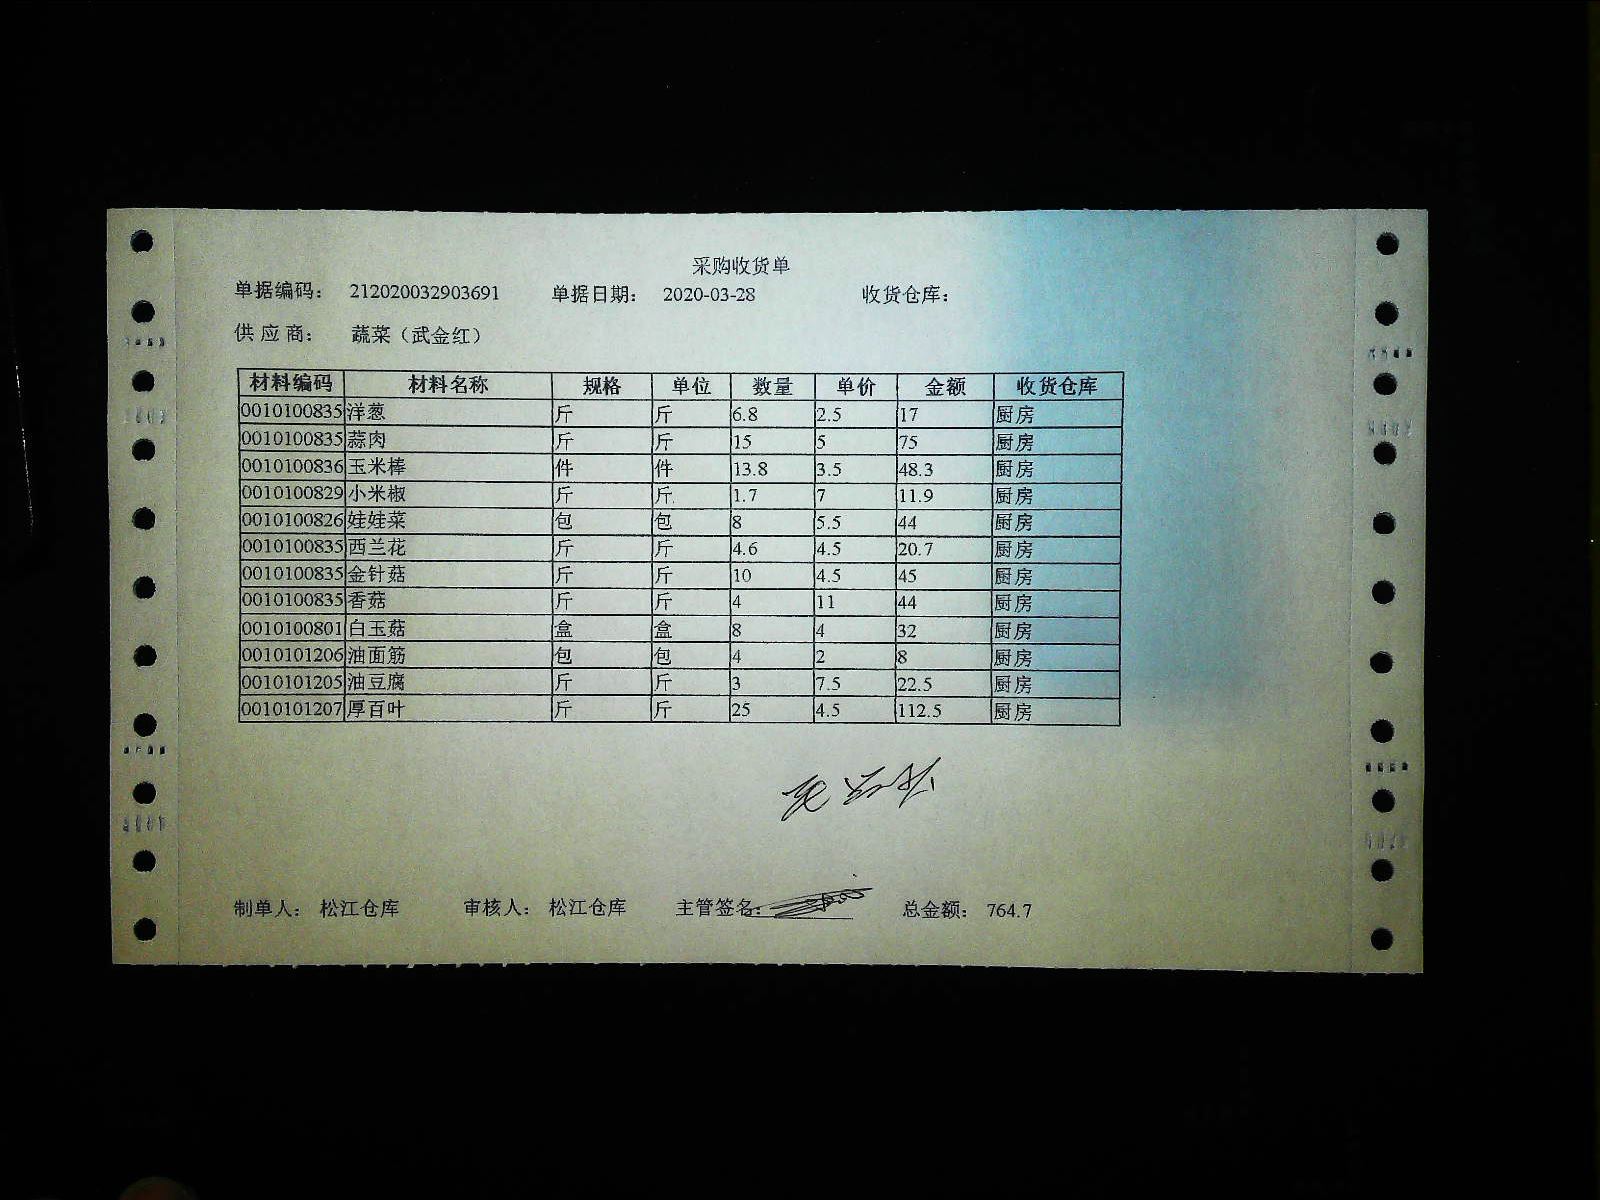 采购收货单
单据编码： 212020032903691 单据日期： 2020-03-28 收货仓库：
供 应 商： 蔬菜（武金红）
材料编码 材料名称 规格 单位 数量 单价 金额 收货仓库
0010100835 洋葱 斤 斤 6.8 2.5 17 厨房
0010100835 蒜肉 斤 斤 15 5 75 厨房
0010100836 玉米棒 件 件 13.8 3.5 48.3 厨房
0010100829 小米椒 斤 斤 1.7 7 11.9 厨房
0010100826 娃娃菜 包 包 8 5.5 44 厨房
0010100835 西兰花 斤 斤 4.6 4.5 20.7 厨房
0010100835 金针菇 斤 斤 10 4.5 45 厨房
0010100835 香菇 斤 斤 4 11 44 厨房
0010100801 白玉菇 盒 盒 8 4 32 厨房
0010101206 油面筋 包 包 4 2 8 厨房
0010101205 油豆腐 斤 斤 3 7.5 22.5 厨房
0010101207 厚百叶 斤 斤 25 4.5 112.5 厨房
制单人： 松江仓库 审核人： 松江仓库 主管签名： 总金额： 764.7